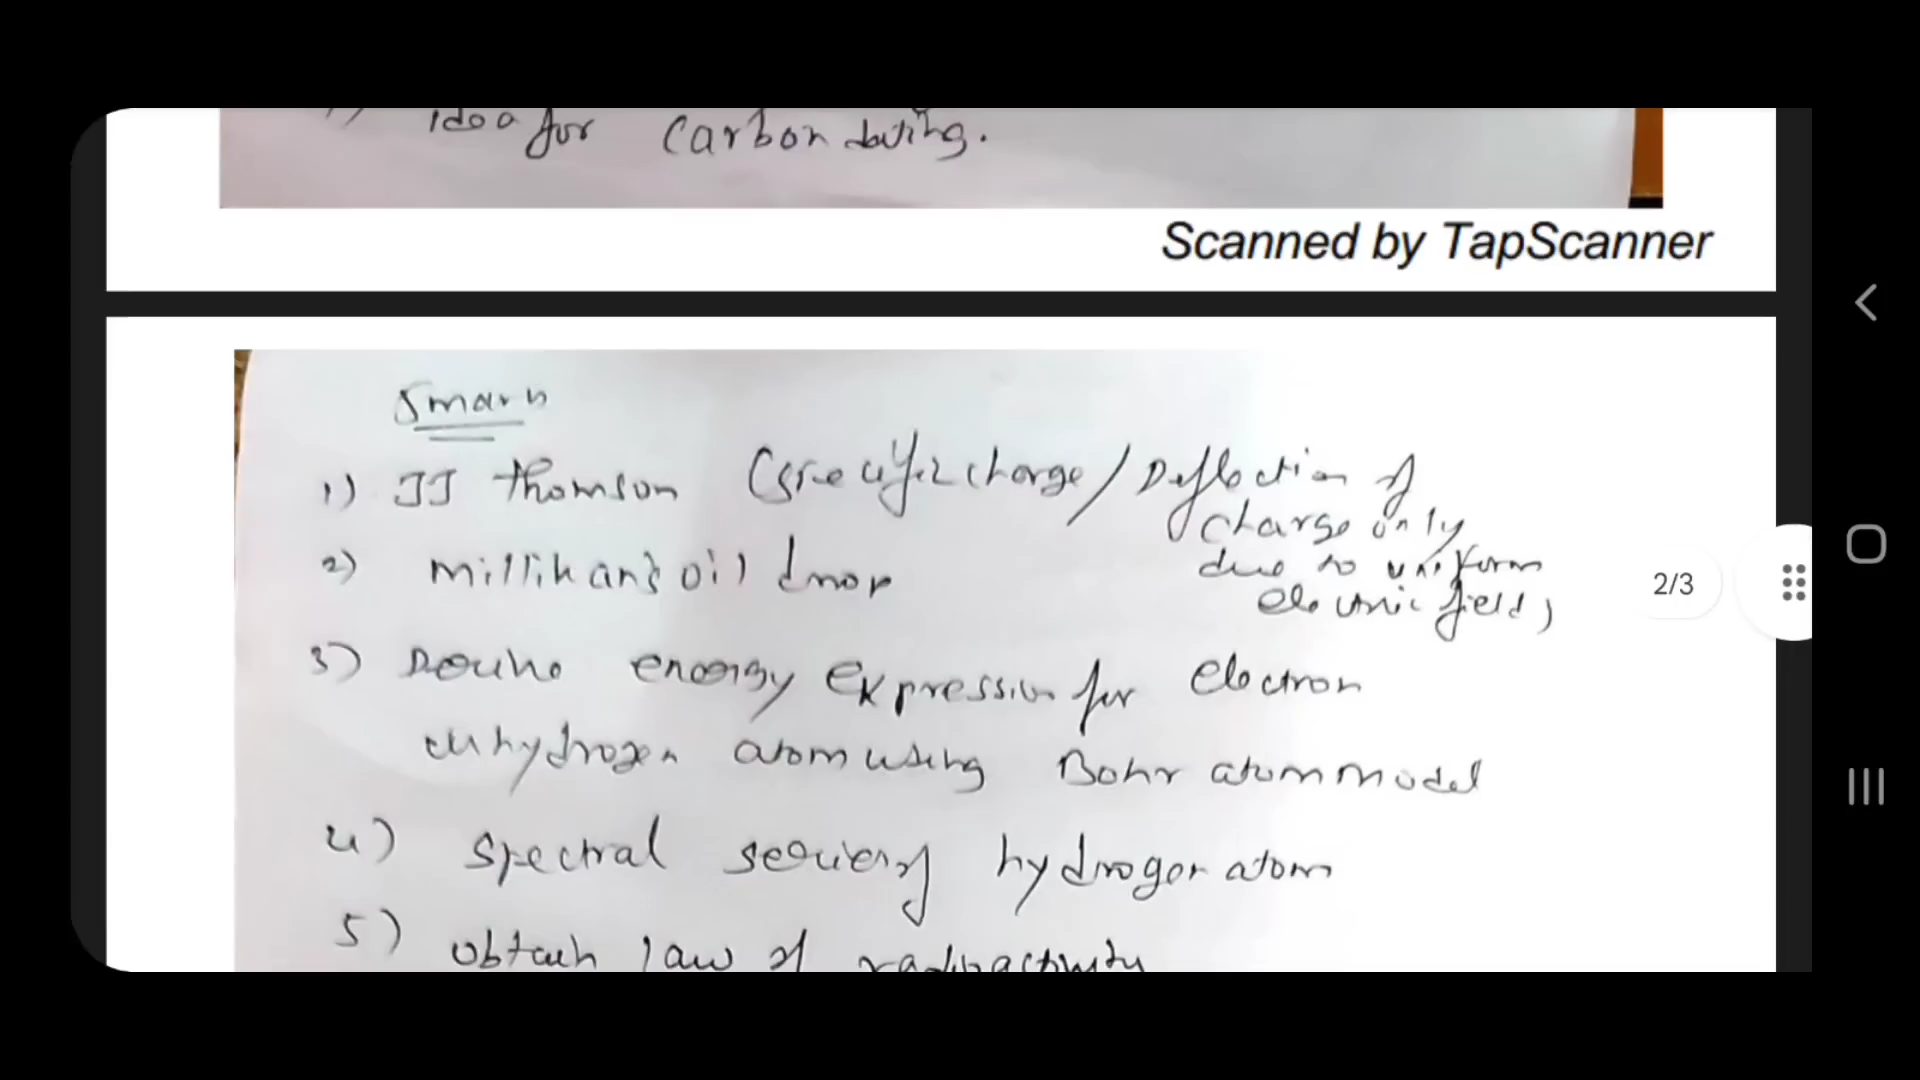 idea for carbon dating.
Scanned by TapScanner
5 marks
1) JJ Thomson (specific charge / Deflection of
charge only
due to uniform
electric field)
2) millikan's oil drop
3) Derive energy expression for electron
in hydrogen atom using Bohr atom model
4) spectral series of hydrogen atom
5) obtain law of radioactivity
2/3